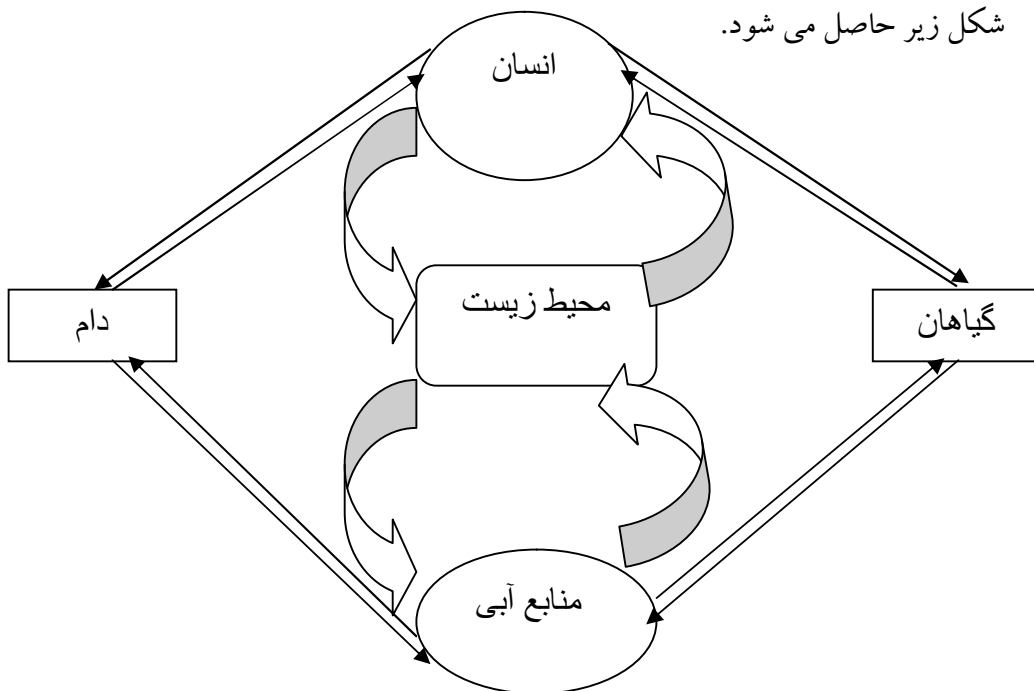 شکل زیر حاصل می شود.
انسان
محیط زیست
گیاهان
دام
منابع آبی